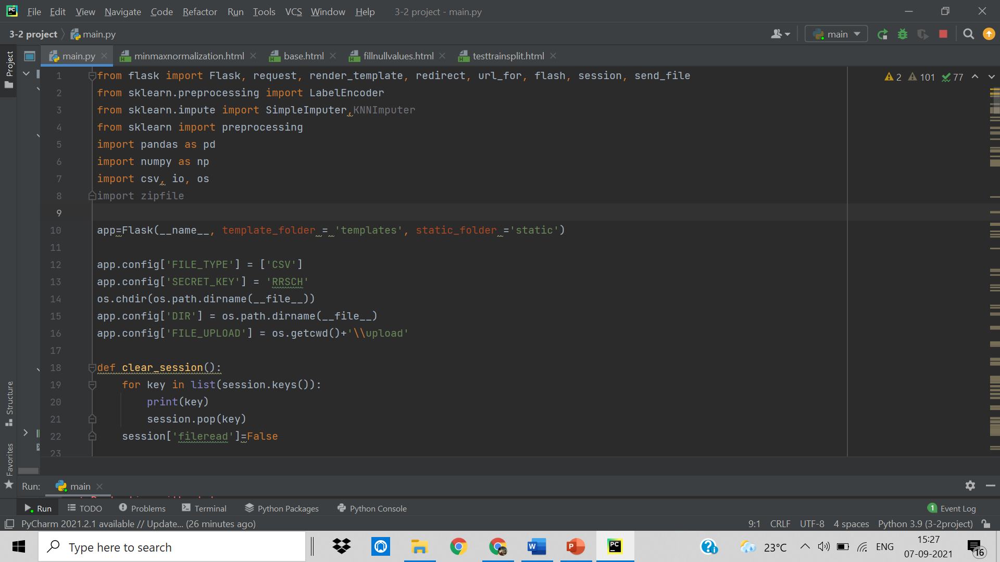 PC File Edit View Navigate Code Refactor Run Tools VCS Window Help 3-2 project - main.py
3-2 project main.py main
Project main.py minmaxnormalization.html base.html fillnullvalues.html testtrainsplit.html
2 101 77
1 from flask import Flask, request, render_template, redirect, url_for, flash, session, send_file
2 from sklearn.preprocessing import LabelEncoder
3 from sklearn.impute import SimpleImputer,KNNImputer
4 from sklearn import preprocessing
5 import pandas as pd
6 import numpy as np
7 import csv, io, os
8 import zipfile
9
10 app=Flask(__name__, template_folder = 'templates', static_folder ='static')
11
12 app.config['FILE_TYPE'] = ['CSV']
13 app.config['SECRET_KEY'] = 'RRSCH'
14 os.chdir(os.path.dirname(__file__))
15 app.config['DIR'] = os.path.dirname(__file__)
16 app.config['FILE_UPLOAD'] = os.getcwd()+'\\upload'
17
18 def clear_session():
19 for key in list(session.keys()):
20 print(key)
21 session.pop(key)
22 session['fileread']=False
23
Structure
Favorites
Run: main
Run TODO Problems Terminal Python Packages Python Console 1 Event Log
PyCharm 2021.2.1 available // Update... (26 minutes ago) 9:1 CRLF UTF-8 4 spaces Python 3.9 (3-2project)
Type here to search W P PC 23°C ENG 15:27
07-09-2021 16